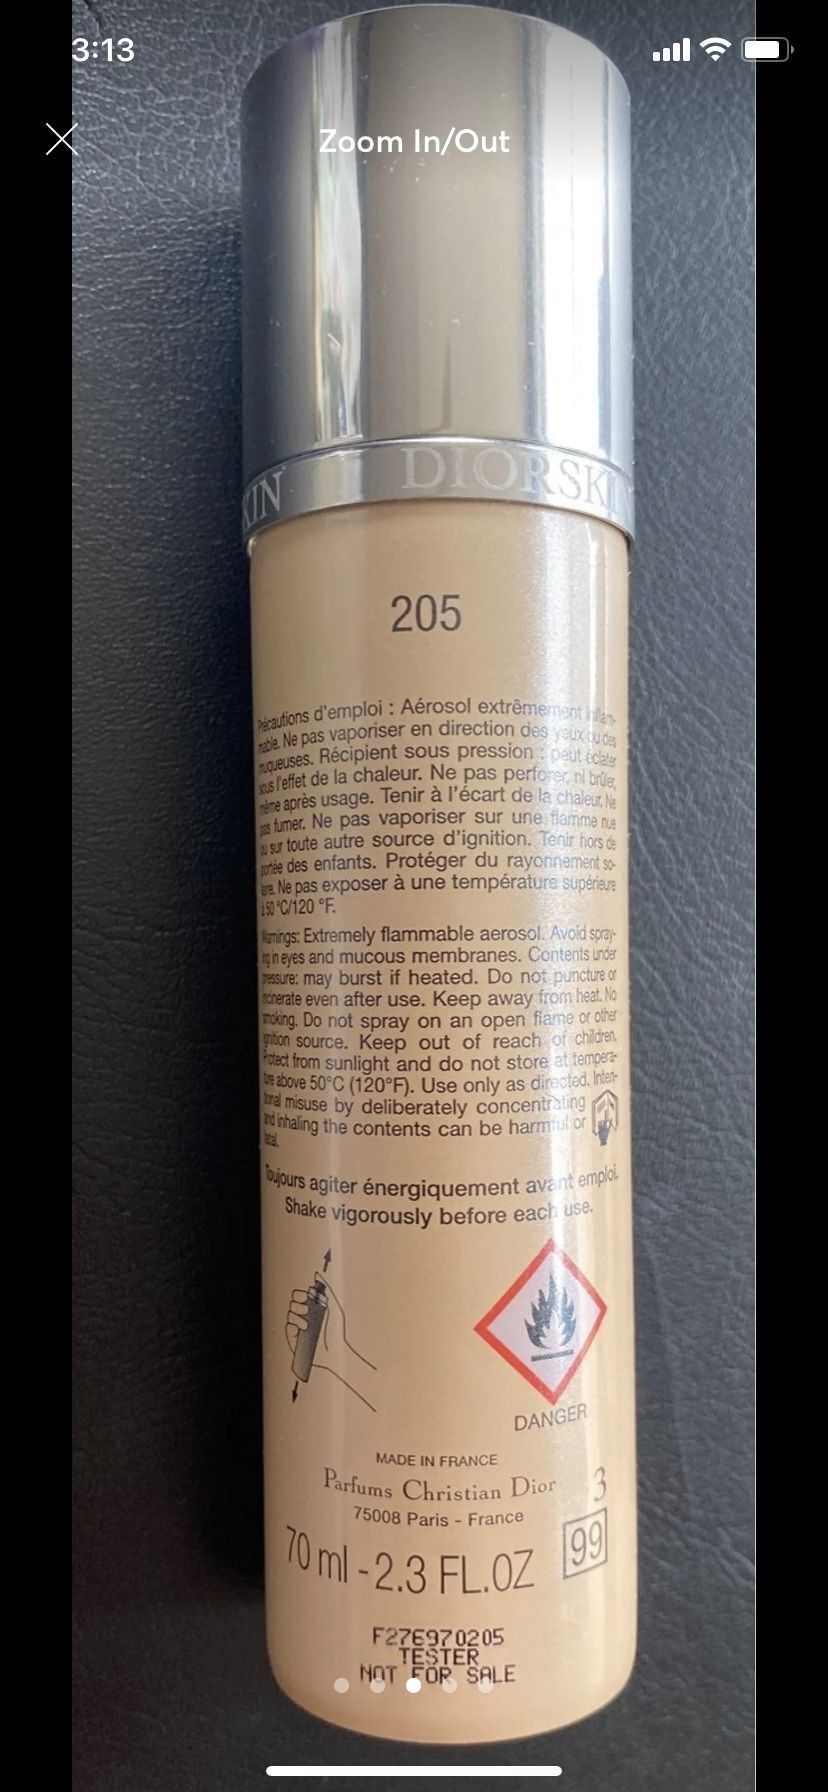 3:13
Zoom In/Out
KIN DIORSK
205
Précautions d'emploi : Aérosol extrêmement inflam-
mable. Ne pas vaporiser en direction des yeux ou des
muqueuses. Récipient sous pression : peut éclater
sous l'effet de la chaleur. Ne pas perforer, ni brûler,
même après usage. Tenir à l'écart de la chaleur. Ne
pas fumer. Ne pas vaporiser sur une flamme nue
ou sur toute autre source d'ignition. Tenir hors de
portée des enfants. Protéger du rayonnement so-
laire. Ne pas exposer à une température supérieure
à 50 °C/120 °F.
Warnings: Extremely flammable aerosol. Avoid spray-
ing in eyes and mucous membranes. Contents under
pressure: may burst if heated. Do not puncture or
incinerate even after use. Keep away from heat. No
smoking. Do not spray on an open flame or other
ignition source. Keep out of reach of children.
Protect from sunlight and do not store at tempera-
ture above 50°C (120°F). Use only as directed. Inten-
tional misuse by deliberately concentrating
and inhaling the contents can be harmful or
fatal.
Toujours agiter énergiquement avant emploi.
Shake vigorously before each use.
DANGER
MADE IN FRANCE
Parfums Christian Dior 3
75008 Paris - France
70 ml - 2.3 FL.OZ 99
F276970205
TESTER
NOT FOR SALE